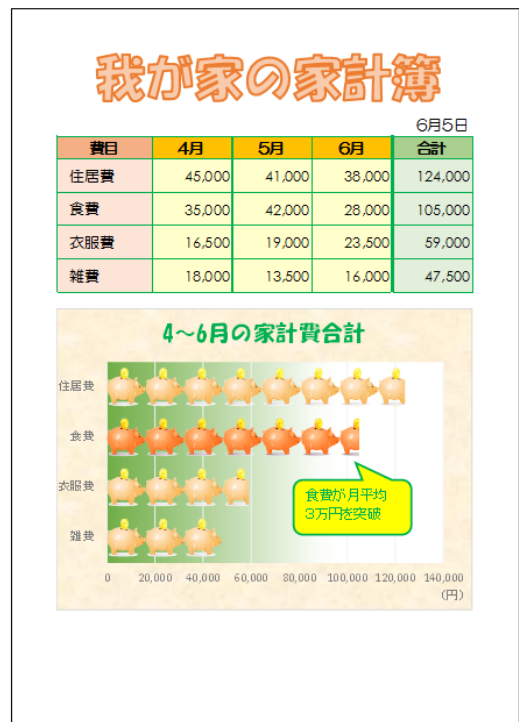 我が家の家計簿
6月5日
費目 4月 5月 6月 合計
住居費 45,000 41,000 38,000 124,000
食費 35,000 42,000 28,000 105,000
衣服費 16,500 19,000 23,500 59,000
雑費 18,000 13,500 16,000 47,500
4～6月の家計費合計
住居費
食費
衣服費
雑費
食費が月平均
3万円を突破
0 20,000 40,000 60,000 80,000 100,000 120,000 140,000
(円)